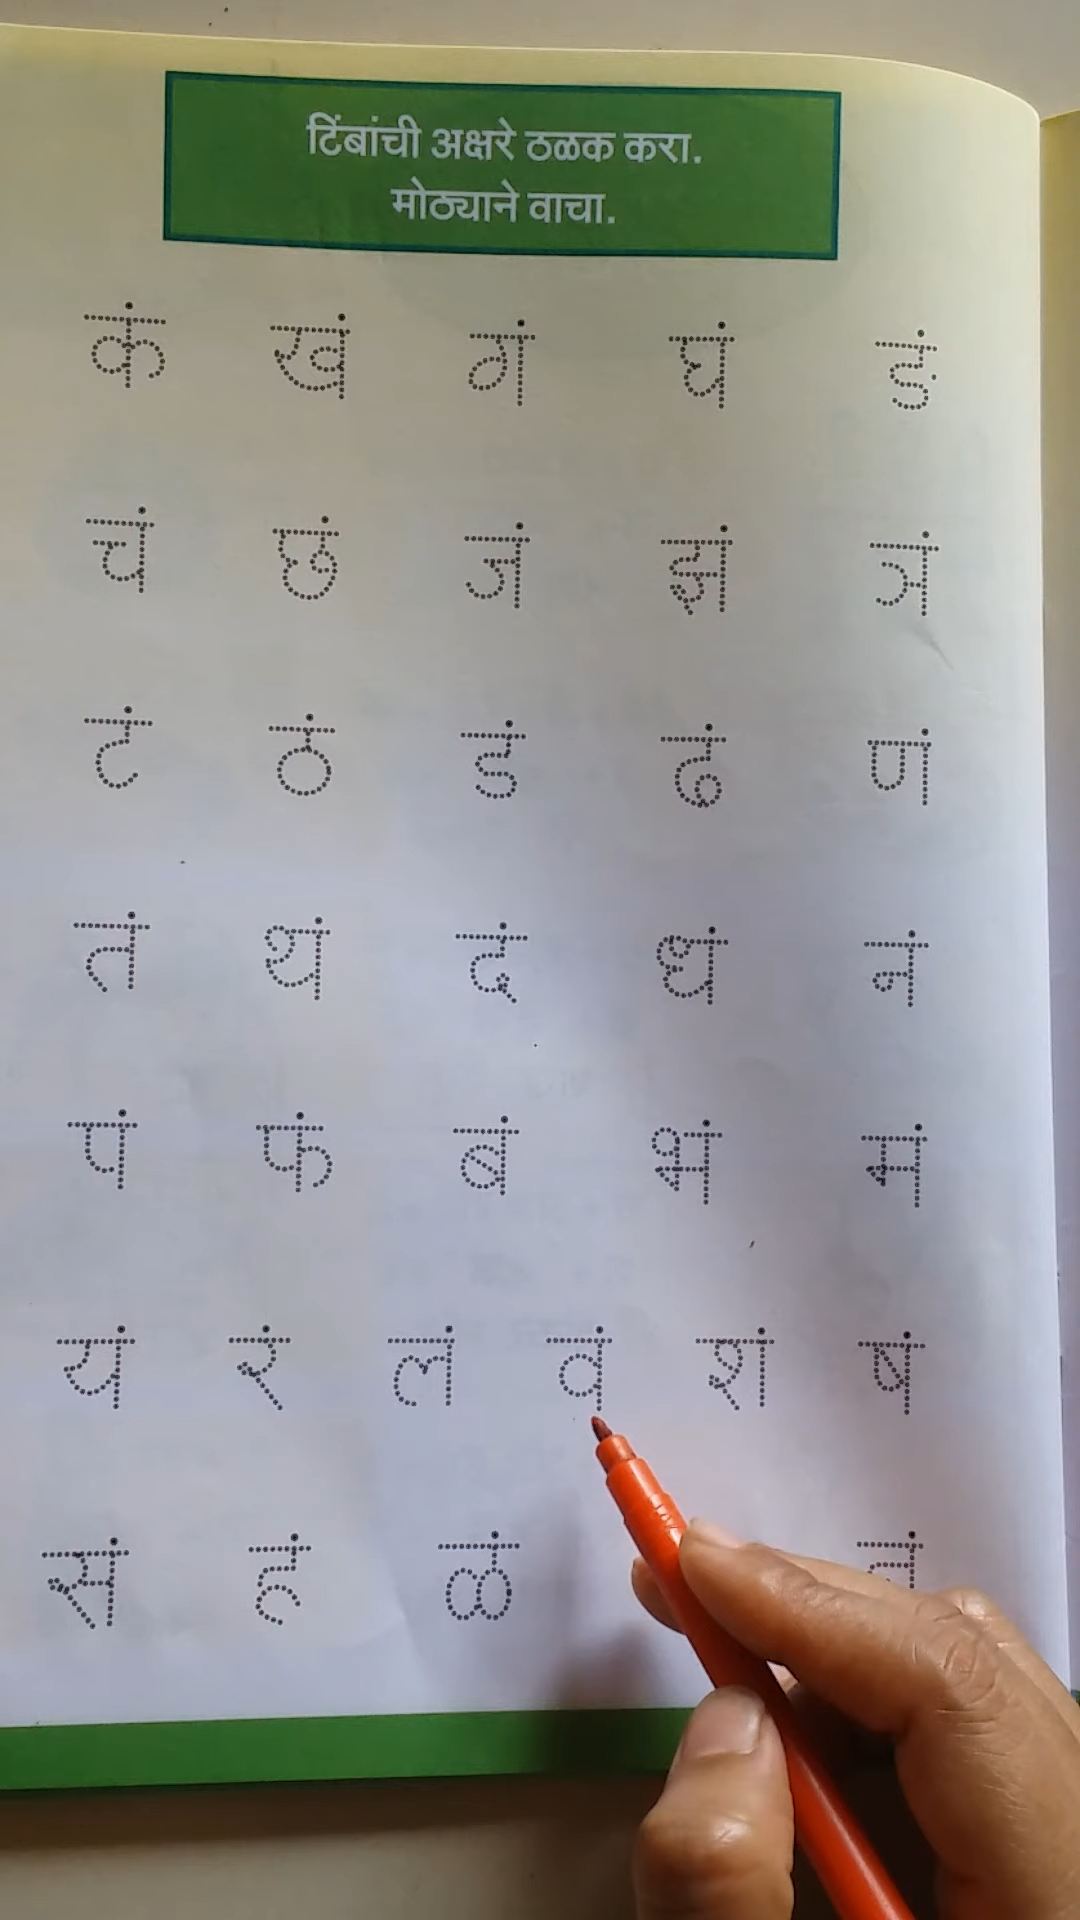 टिंबांची अक्षरे ठळक करा.
मोठ्याने वाचा.
कं खं गं घं ङं
चं छं जं झं ञं
टं ठं डं ढं णं
तं थं दं धं नं
पं फं बं भं मं
यं रं लं वं शं षं
सं हं ळं